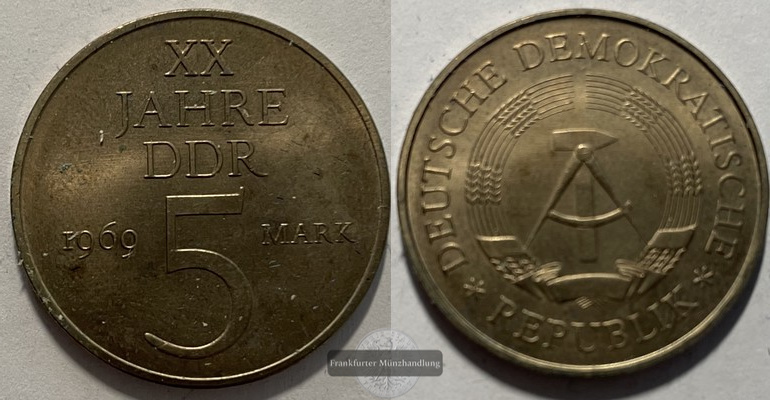 XX
JAHRE
DDR
5
1969 MARK
DEUTSCHE DEMOKRATISCHE
* REPUBLIK *
Frankfurter Münzhandlung